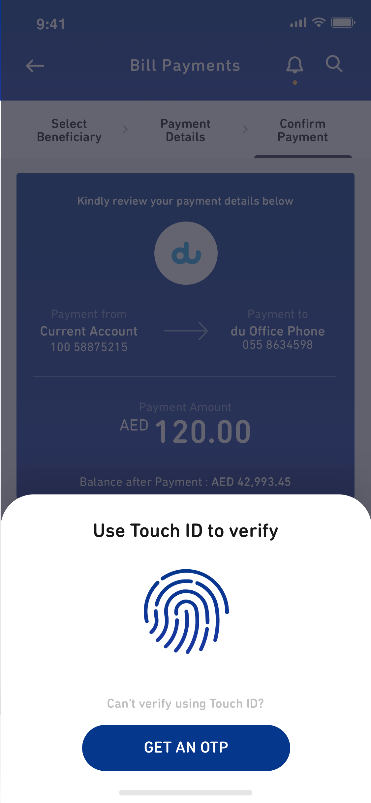 9:41
Bill Payments
Select
Beneficiary
Payment
Details
Confirm
Payment
Kindly review your payment details below
du
Payment from
Current Account
100 58875215
Payment to
du Office Phone
055 8634598
Payment Amount
AED 120.00
Balance after Payment : AED 42,993.45
Use Touch ID to verify
Can't verify using Touch ID?
GET AN OTP